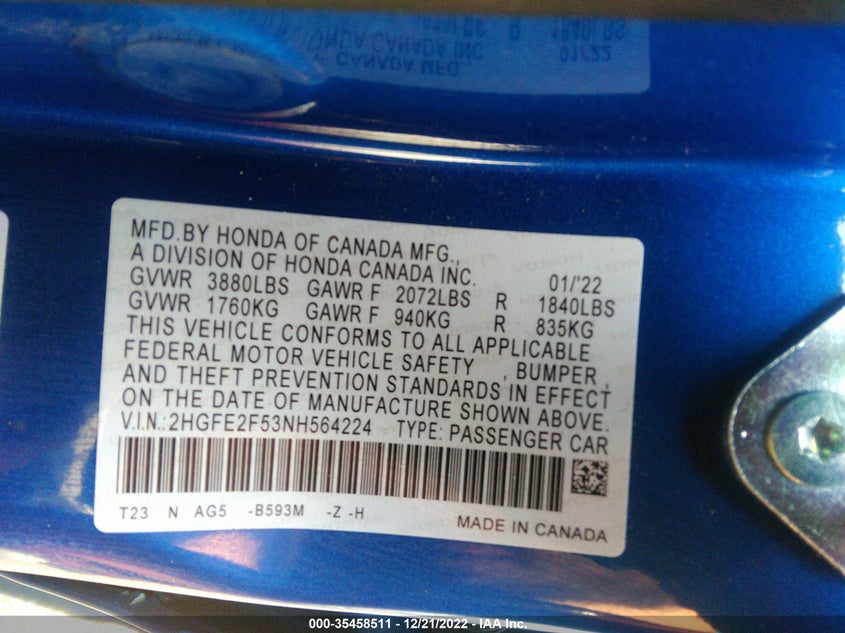 MFD.BY HONDA OF CANADA MFG.,
A DIVISION OF HONDA CANADA INC. 01/'22
GVWR 3880LBS GAWR F 2072LBS R 1840LBS
GVWR 1760KG GAWR F 940KG R 835KG
THIS VEHICLE CONFORMS TO ALL APPLICABLE
FEDERAL MOTOR VEHICLE SAFETY , BUMPER ,
AND THEFT PREVENTION STANDARDS IN EFFECT
ON THE DATE OF MANUFACTURE SHOWN ABOVE.
V.I.N.:2HGFE2F53NH564224 TYPE: PASSENGER CAR
T23 N AG5 -B593M -Z -H
MADE IN CANADA
000-35458511 - 12/21/2022 - IAA Inc.